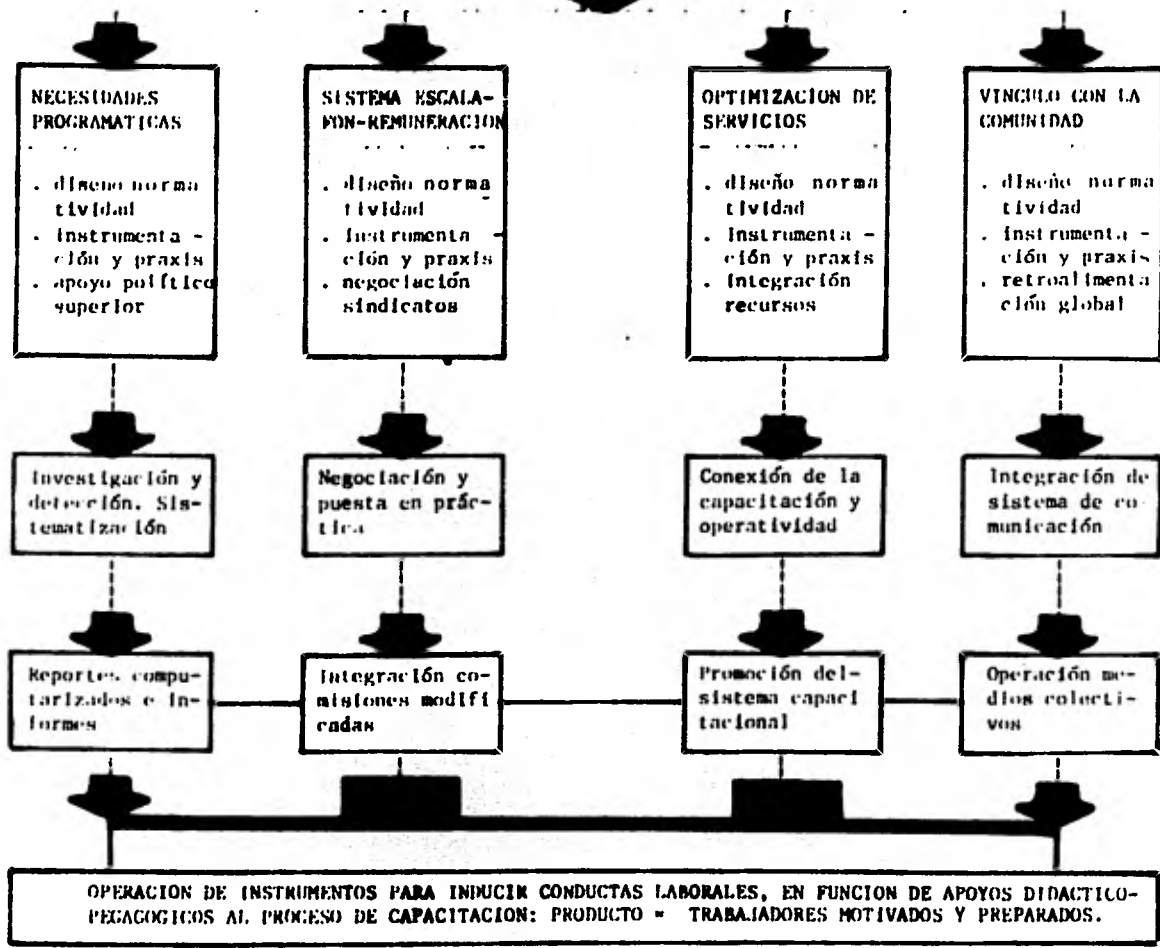 NECESIDADES
PROGRAMATICAS
. diseño norma
tividad
. instrumenta -
ción y praxis
. apoyo político
superior
SISTEMA ESCALA-
FON-REMUNERACION
. diseño norma
tividad
. instrumenta -
ción y praxis
. negociación
sindicatos
OPTIMIZACION DE
SERVICIOS
. diseño norma
tividad
. instrumenta -
ción y praxis
. integración
recursos
VINCULO CON LA
COMUNIDAD
. diseño norma
tividad
. instrumenta -
ción y praxis
. retroalimenta
ción global
Investigación y
detección. Sis-
tematización
Negociación y
puesta en prác-
tica
Conexión de la
capacitación y
operatividad
Integración de
sistema de co-
municación
Reportes compu-
tarizados e in-
formes
Integración co-
misiones modifi
cadas
Promoción del-
sistema capaci
tacional
Operación me-
dios colecti-
vos
OPERACION DE INSTRUMENTOS PARA INDUCIR CONDUCTAS LABORALES, EN FUNCION DE APOYOS DIDACTICO-
PEGAGOGICOS AL PROCESO DE CAPACITACION: PRODUCTO = TRABAJADORES MOTIVADOS Y PREPARADOS.